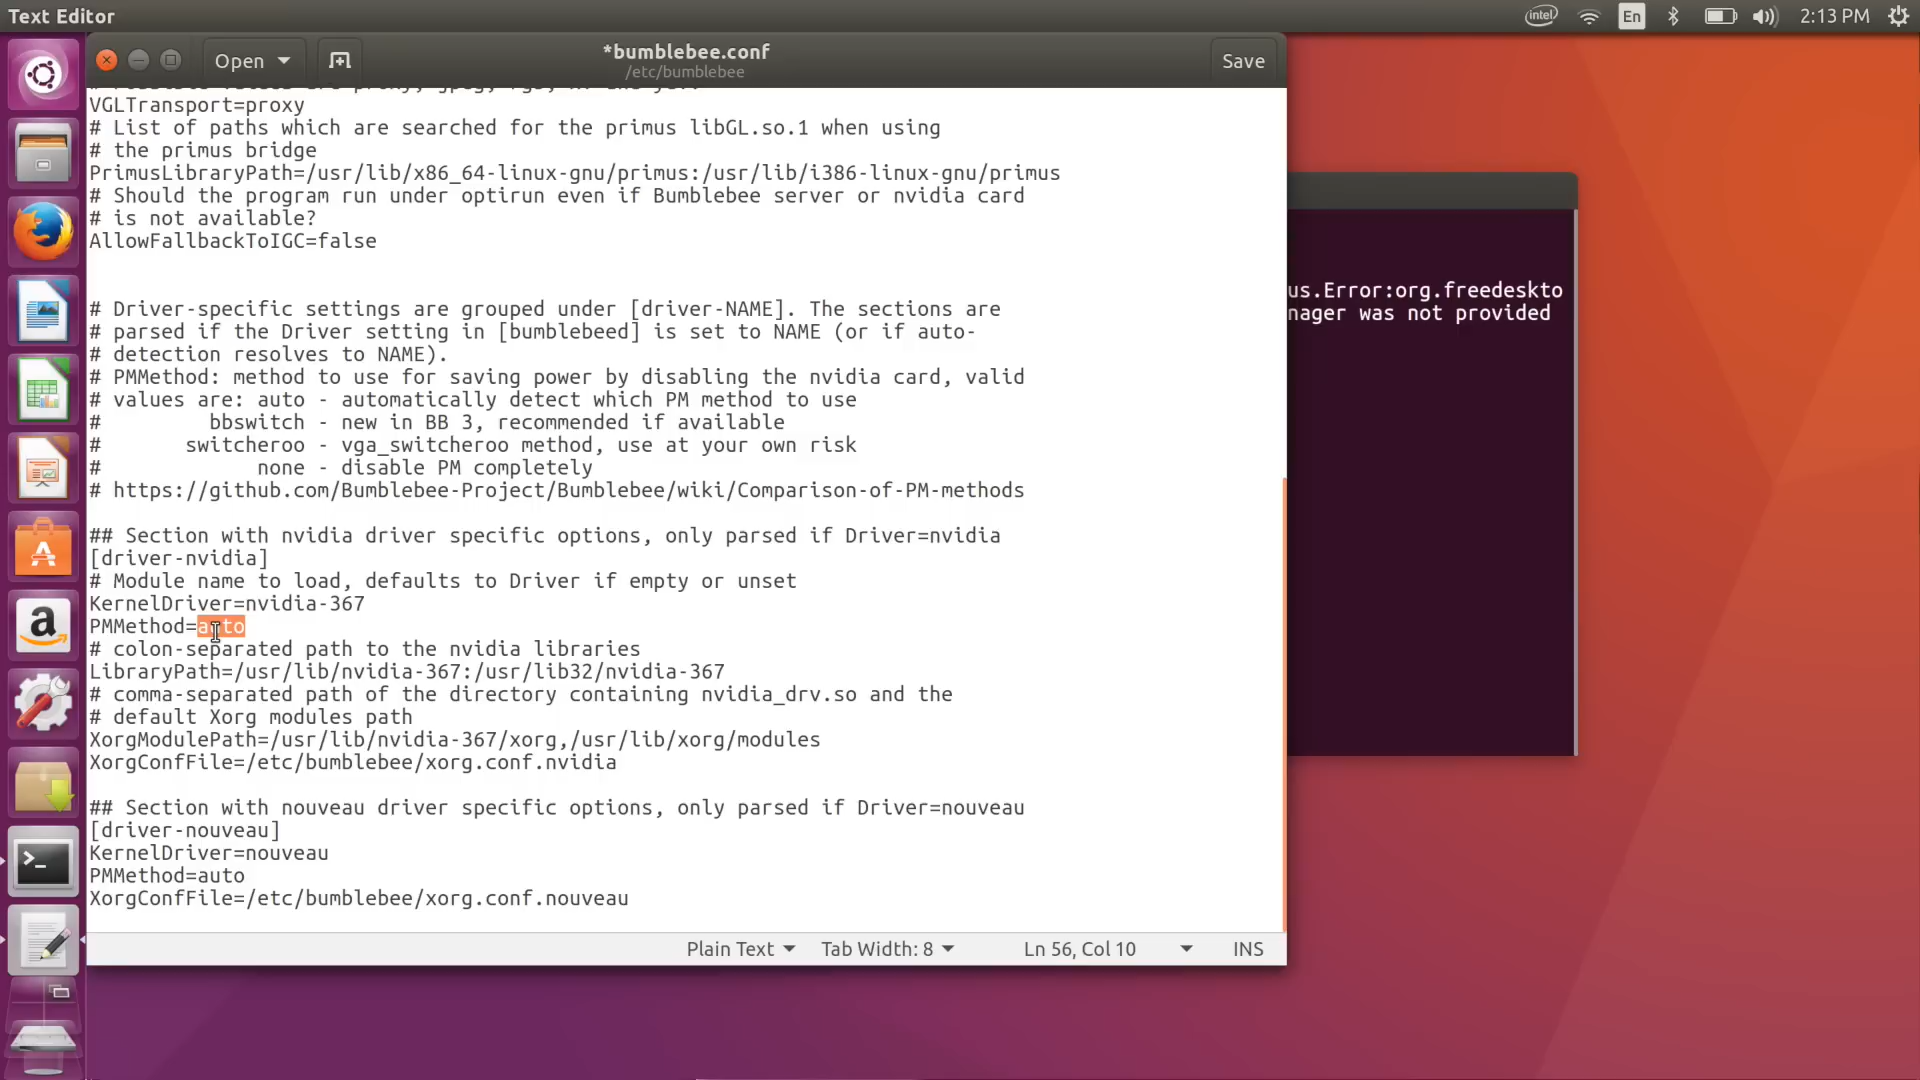 Text Editor
intel
En
2:13 PM
Open
*bumblebee.conf
/etc/bumblebee
Save
VGLTransport=proxy
# List of paths which are searched for the primus libGL.so.1 when using
# the primus bridge
PrimusLibraryPath=/usr/lib/x86_64-linux-gnu/primus:/usr/lib/i386-linux-gnu/primus
# Should the program run under optirun even if Bumblebee server or nvidia card
# is not available?
AllowFallbackToIGC=false
# Driver-specific settings are grouped under [driver-NAME]. The sections are
# parsed if the Driver setting in [bumblebeed] is set to NAME (or if auto-
# detection resolves to NAME).
# PMMethod: method to use for saving power by disabling the nvidia card, valid
# values are: auto - automatically detect which PM method to use
#         bbswitch - new in BB 3, recommended if available
#       switcheroo - vga_switcheroo method, use at your own risk
#             none - disable PM completely
# https://github.com/Bumblebee-Project/Bumblebee/wiki/Comparison-of-PM-methods
## Section with nvidia driver specific options, only parsed if Driver=nvidia
[driver-nvidia]
# Module name to load, defaults to Driver if empty or unset
KernelDriver=nvidia-367
PMMethod=auto
# colon-separated path to the nvidia libraries
LibraryPath=/usr/lib/nvidia-367:/usr/lib32/nvidia-367
# comma-separated path of the directory containing nvidia_drv.so and the
# default Xorg modules path
XorgModulePath=/usr/lib/nvidia-367/xorg,/usr/lib/xorg/modules
XorgConfFile=/etc/bumblebee/xorg.conf.nvidia
## Section with nouveau driver specific options, only parsed if Driver=nouveau
[driver-nouveau]
KernelDriver=nouveau
PMMethod=auto
XorgConfFile=/etc/bumblebee/xorg.conf.nouveau
Plain Text
Tab Width: 8
Ln 56, Col 10
INS
us.Error:org.freedeskto
nager was not provided